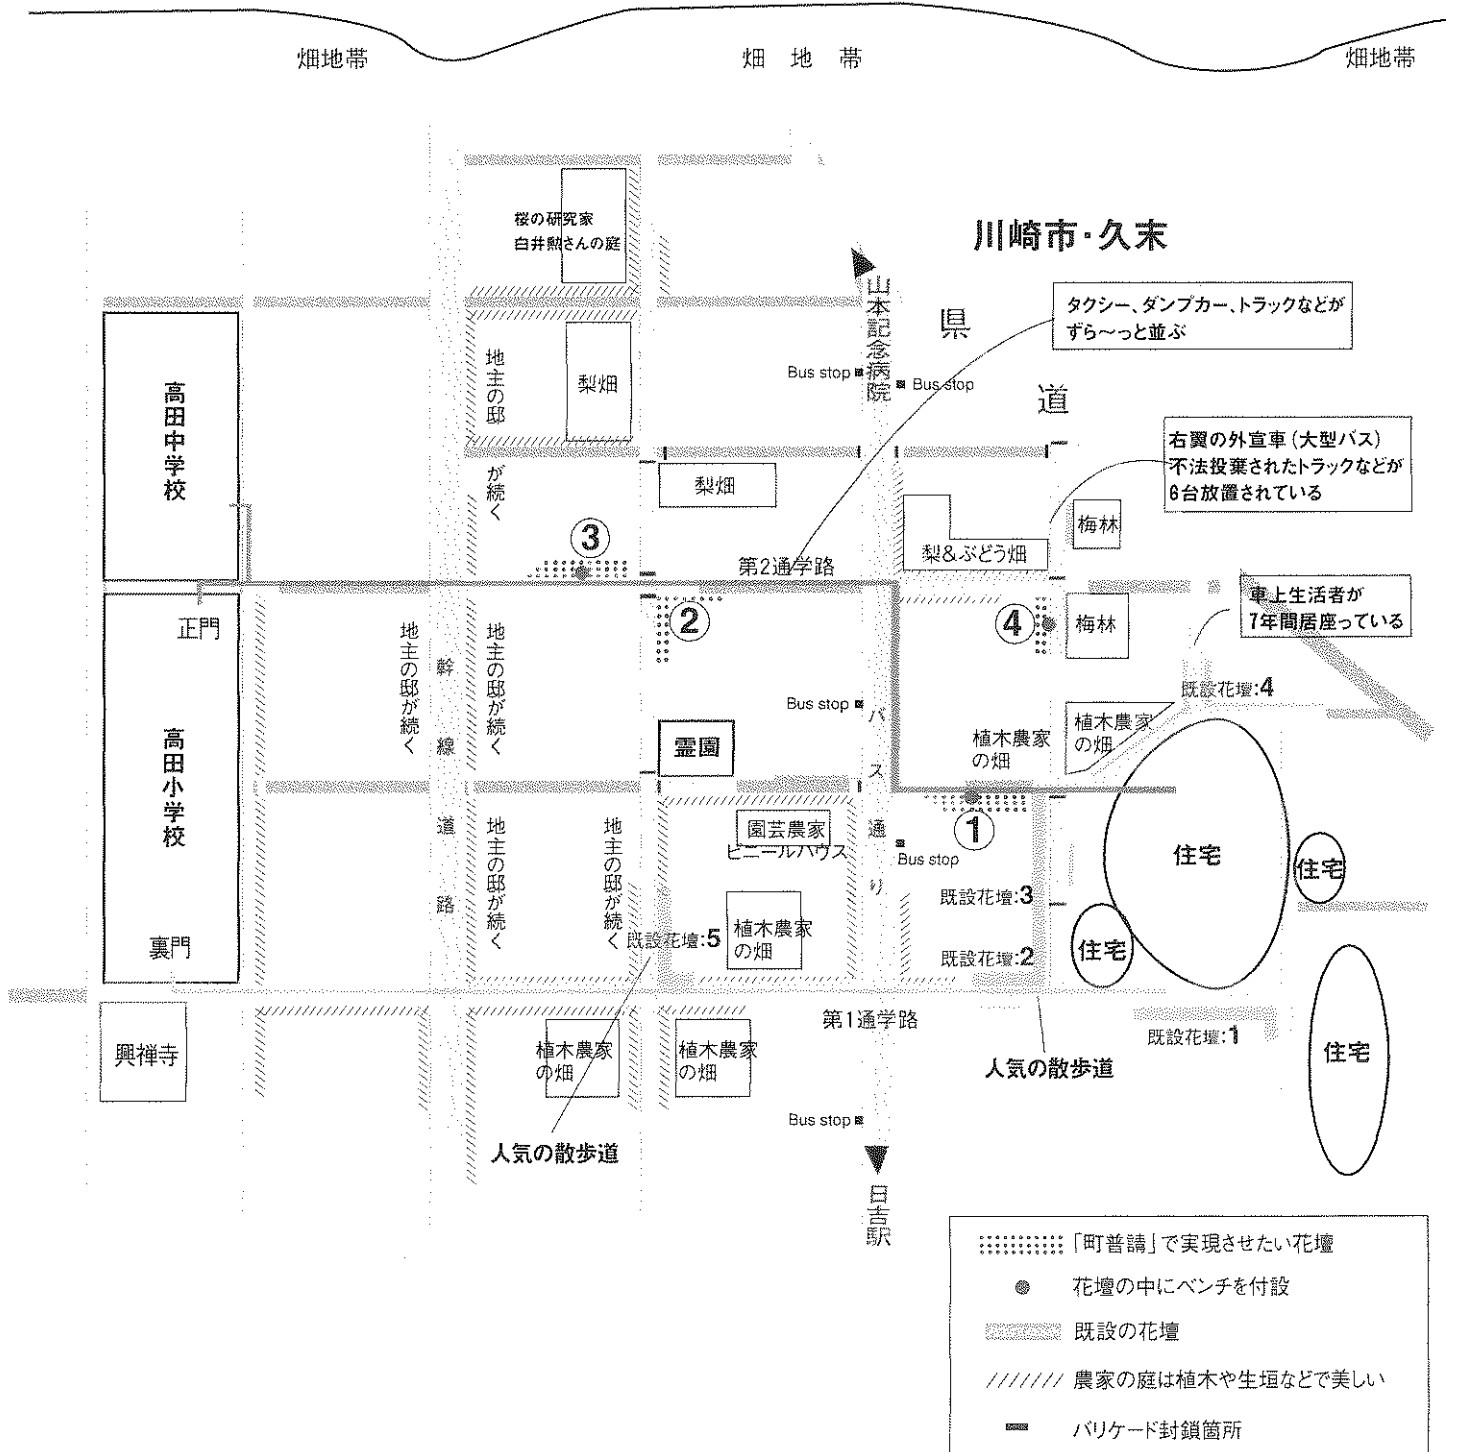 畑地帯
畑 地 帯
畑地帯
桜の研究家
白井勲さんの庭
川崎市・久末
山本記念病院
県
道
タクシー、ダンプカー、トラックなどが
ずら〜っと並ぶ
地主の邸
が続く
梨畑
Bus stop
Bus stop
高田中学校
右翼の外宣車(大型バス)
不法投棄されたトラックなどが
6台放置されている
梨畑
梅林
③
第2通学路
梨&ぶどう畑
車上生活者が
7年間居座っている
正門
②
④
梅林
地主の邸が続く
幹線道路
地主の邸が続く
既設花壇:4
Bus stop
バス通り
植木農家
の畑
植木農家
の畑
霊園
高田小学校
地主の邸が続く
地主の邸が続く
園芸農家
ビニールハウス
①
Bus stop
住宅
住宅
既設花壇:3
裏門
既設花壇:5
植木農家
の畑
既設花壇:2
住宅
第1通学路
既設花壇:1
興禅寺
植木農家
の畑
植木農家
の畑
人気の散歩道
住宅
Bus stop
人気の散歩道
日吉駅
「町普請」で実現させたい花壇
花壇の中にベンチを付設
既設の花壇
農家の庭は植木や生垣などで美しい
バリケード封鎖箇所